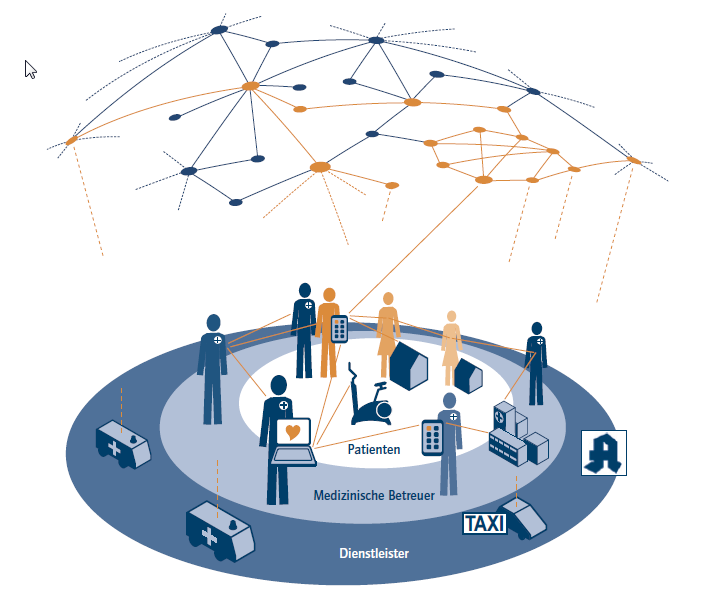 Patienten
Medizinische Betreuer
A
TAXI
Dienstleister